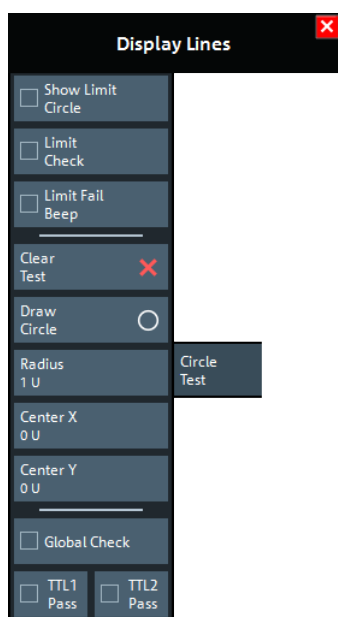 Display Lines
Show Limit
Circle
Limit
Check
Limit Fail
Beep
Clear
Test
Draw
Circle
Radius
1 U
Circle
Test
Center X
0 U
Center Y
0 U
Global Check
TTL1
Pass
TTL2
Pass